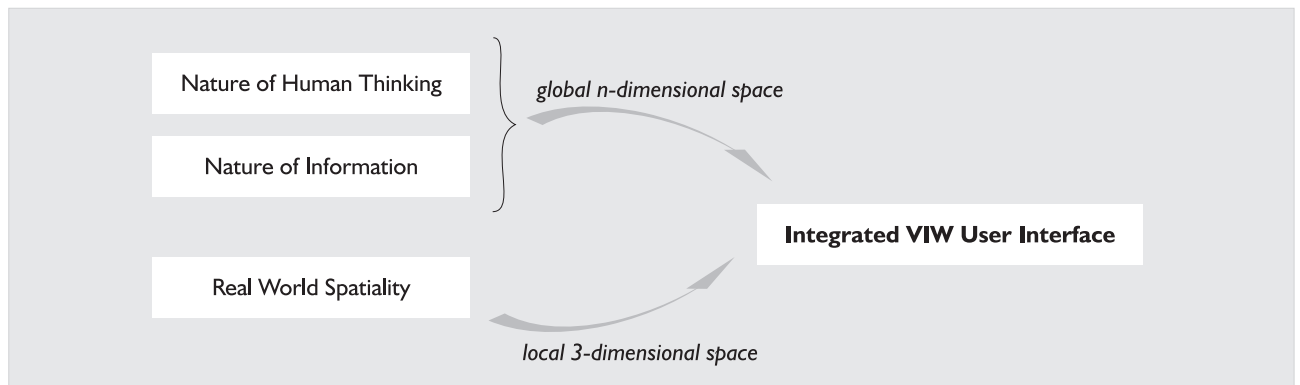 Nature of Human Thinking
global n-dimensional space
Nature of Information
Integrated VIW User Interface
Real World Spatiality
local 3-dimensional space